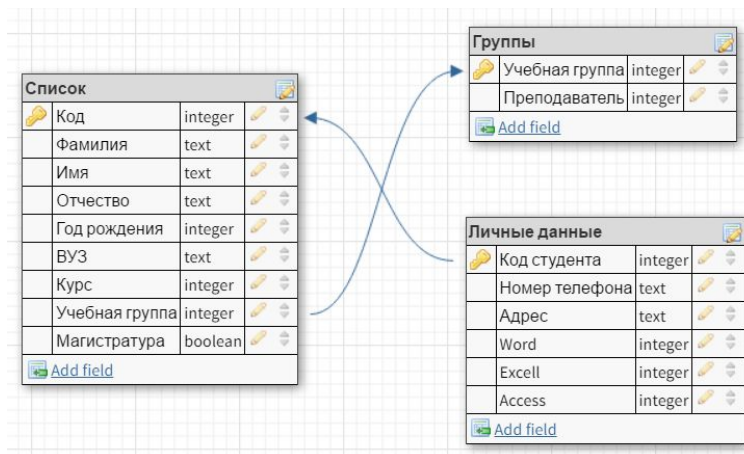 Список
Код integer
Фамилия text
Имя text
Отчество text
Год рождения integer
ВУЗ text
Курс integer
Учебная группа integer
Магистратура boolean
Add field
Группы
Учебная группа integer
Преподаватель integer
Add field
Личные данные
Код студента integer
Номер телефона text
Адрес text
Word integer
Excell integer
Access integer
Add field